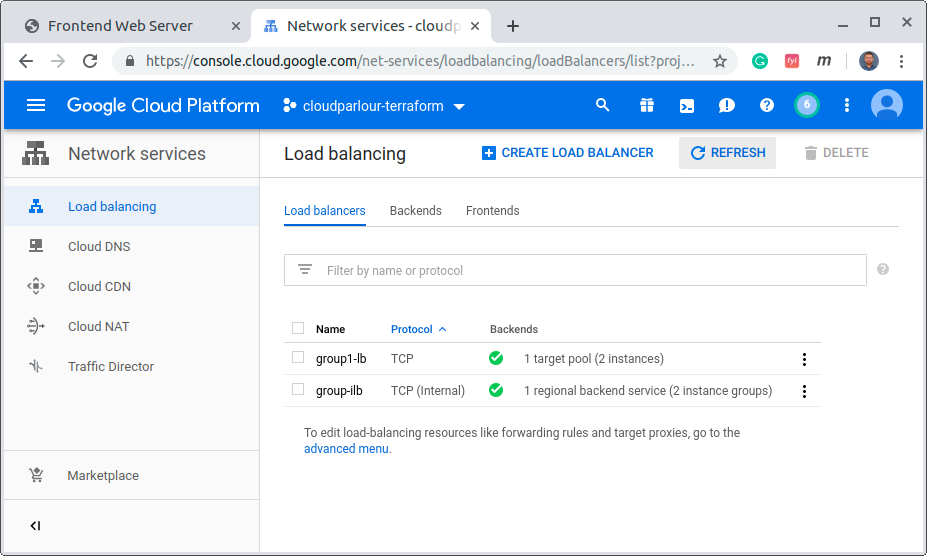 Frontend Web Server
Network services - cloudp
https://console.cloud.google.com/net-services/loadbalancing/loadBalancers/list?proj...
fyl
m
Google Cloud Platform
cloudparlour-terraform
6
Network services
Load balancing
CREATE LOAD BALANCER
REFRESH
DELETE
Load balancing
Cloud DNS
Cloud CDN
Cloud NAT
Traffic Director
Marketplace
Load balancers
Backends
Frontends
Filter by name or protocol
Name Protocol Backends
group1-lb TCP 1 target pool (2 instances)
group-ilb TCP (Internal) 1 regional backend service (2 instance groups)
To edit load-balancing resources like forwarding rules and target proxies, go to the
advanced menu.